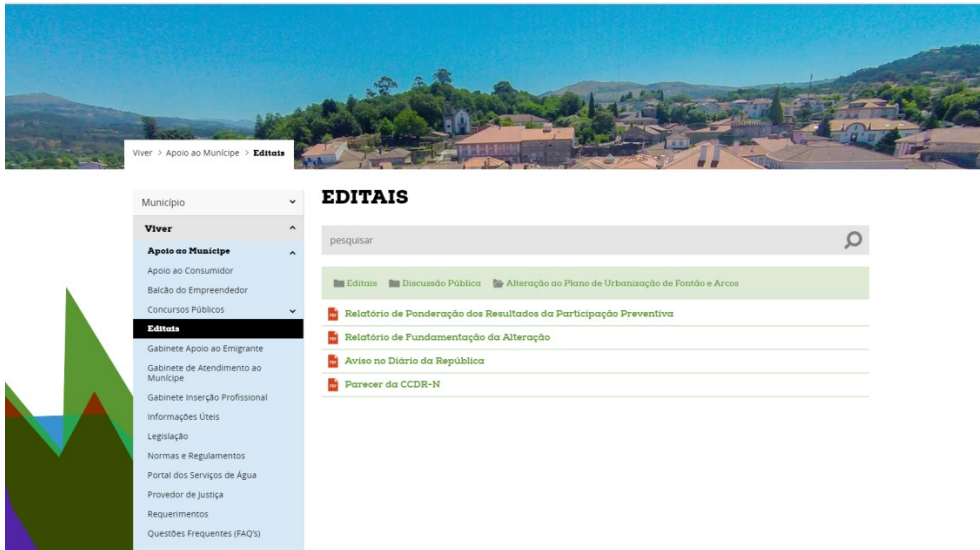 Viver > Apoio ao Munícipe > Editais
Município
Viver
Apoio ao Munícipe
Apoio ao Consumidor
Balcão do Empreendedor
Concursos Públicos
Editais
Gabinete Apoio ao Emigrante
Gabinete de Atendimento ao
Munícipe
Gabinete Inserção Profissional
Informações Úteis
Legislação
Normas e Regulamentos
Portal dos Serviços de Água
Provedor de Justiça
Requerimentos
Questões Frequentes (FAQ's)
EDITAIS
pesquisar
Editais Discussão Pública Alteração ao Plano de Urbanização de Fontão e Arcos
Relatório de Ponderação dos Resultados da Participação Preventiva
Relatório de Fundamentação da Alteração
Aviso no Diário da República
Parecer da CCDR-N